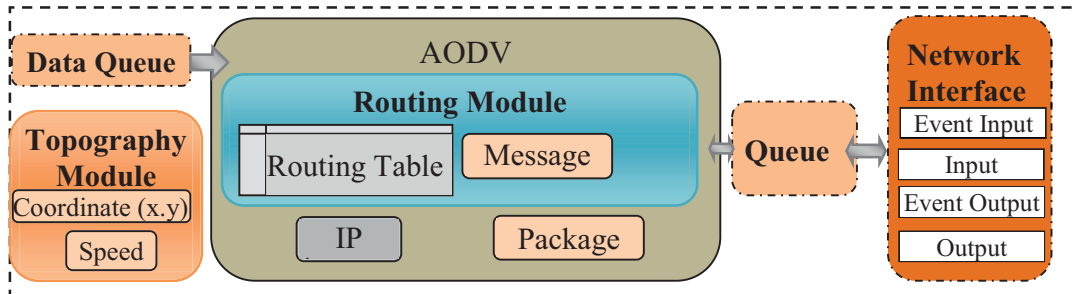 Data Queue
Topography
Module
Coordinate (x.y)
Speed
AODV
Routing Module
Routing Table
Message
IP
Package
Queue
Network
Interface
Event Input
Input
Event Output
Output